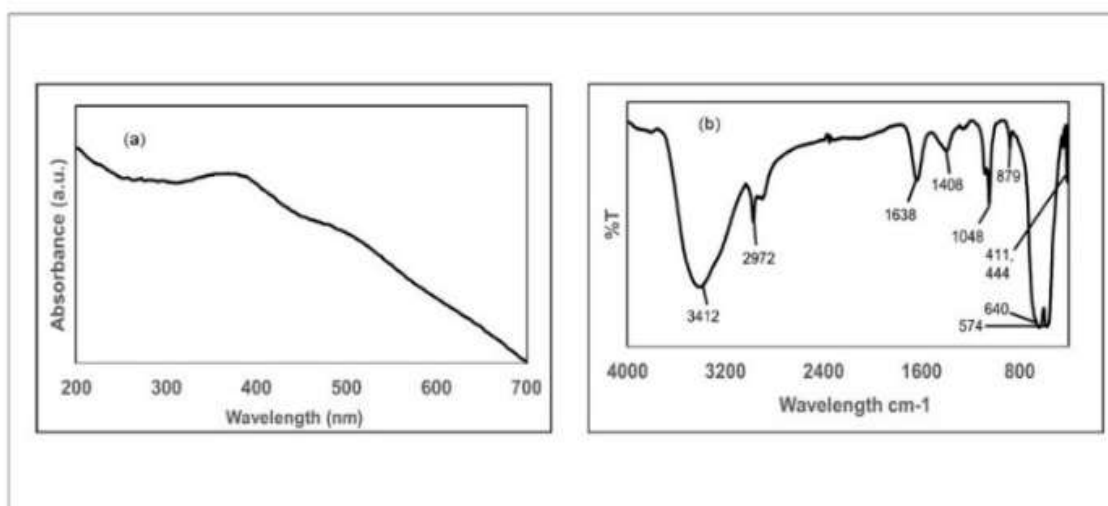 (a)
Absorbance (a.u.)
200 300 400 500 600 700
Wavelength (nm)
(b)
%T
3412
2972
1638
1408
1048
879
411,
444
640
574
4000 3200 2400 1600 800
Wavelength cm-1